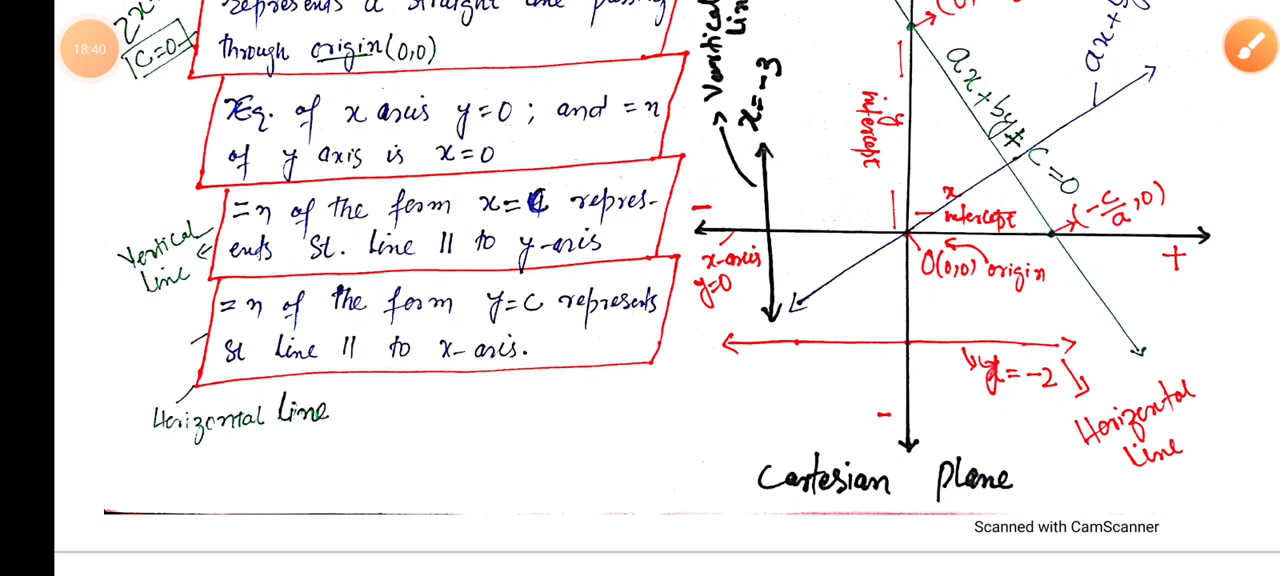 represents a straight line passing
through origin (0,0)
C=0
18:40
Eq. of x axis y=0 ; and =n
of y axis is x=0
=n of the form x=C repres-
ents St. Line || to y-axis
Vertical
Line
=n of the form y=c represents
St Line || to x-axis.
Horizontal Line
Vertical
Line
x=-3
y
intercept
ax+by+c=0
ax+
x
intercept
(-c/a,0)
-
+
x-axis
y=0
O(0,0) origin
y=-2
Horizontal
Line
-
Cartesian plane
Scanned with CamScanner